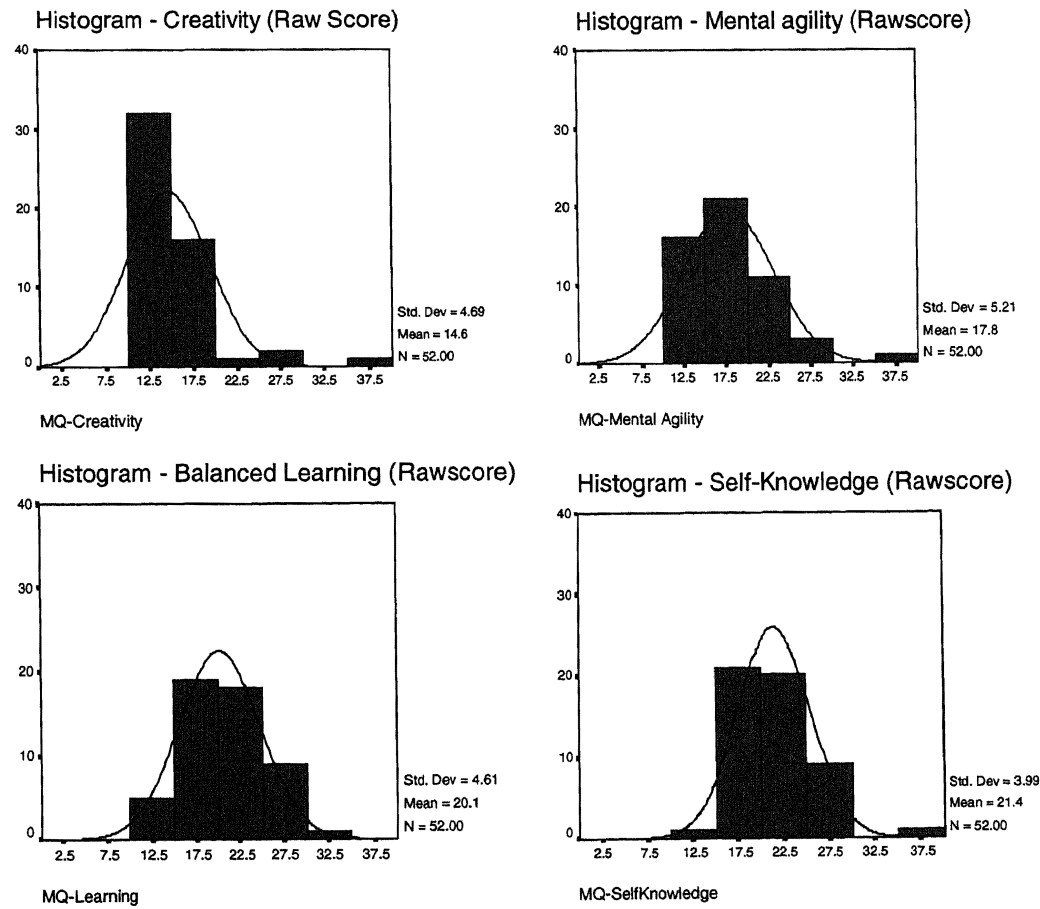 Histogram - Creativity (Raw Score)
40
30
20
10
0
2.5 7.5 12.5 17.5 22.5 27.5 32.5 37.5
Std. Dev = 4.69
Mean = 14.6
N = 52.00
MQ-Creativity
Histogram - Mental agility (Rawscore)
40
30
20
10
0
2.5 7.5 12.5 17.5 22.5 27.5 32.5 37.5
Std. Dev = 5.21
Mean = 17.8
N = 52.00
MQ-Mental Agility
Histogram - Balanced Learning (Rawscore)
40
30
20
10
0
2.5 7.5 12.5 17.5 22.5 27.5 32.5 37.5
Std. Dev = 4.61
Mean = 20.1
N = 52.00
MQ-Learning
Histogram - Self-Knowledge (Rawscore)
40
30
20
10
0
2.5 7.5 12.5 17.5 22.5 27.5 32.5 37.5
Std. Dev = 3.99
Mean = 21.4
N = 52.00
MQ-SelfKnowledge